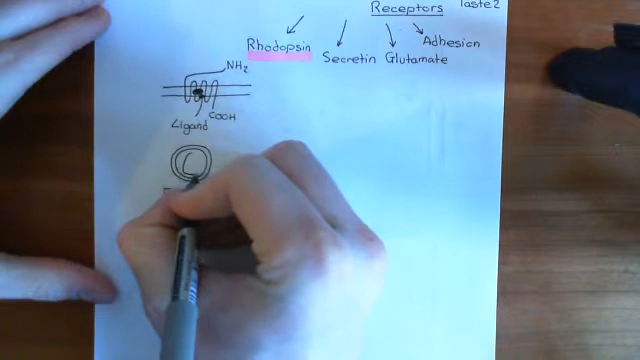 Receptors
Taste2
Rhodopsin
Secretin
Glutamate
Adhesion
NH₂
COOH
Ligand